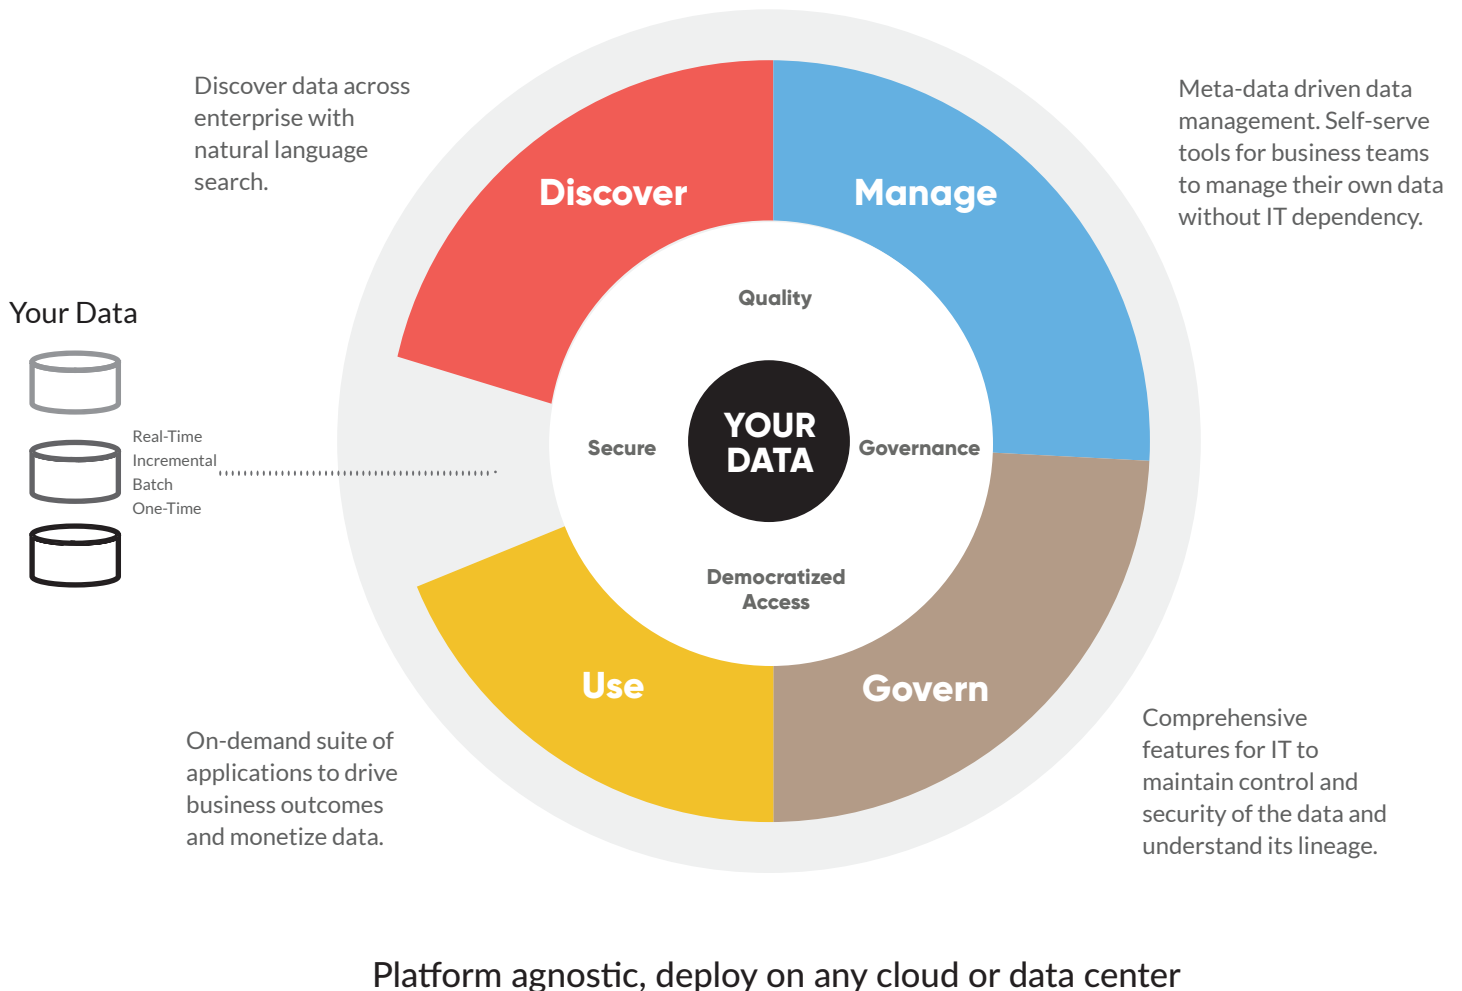 Discover data across
enterprise with
natural language
search.
Meta-data driven data
management. Self-serve
tools for business teams
to manage their own data
without IT dependency.
Discover
Manage
Quality
Your Data
Real-Time
Incremental
Batch
One-Time
Secure
YOUR
DATA
Governance
Democratized
Access
Use
Govern
On-demand suite of
applications to drive
business outcomes
and monetize data.
Comprehensive
features for IT to
maintain control and
security of the data and
understand its lineage.
Platform agnostic, deploy on any cloud or data center